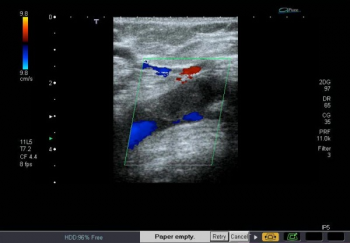 9.8
T
0
9.8
cm/s
2
4
2DG
97
DR
65
CG
35
PRF
11.0k
Filter
3
11L5
T7.2
CF 4.4
8 fps
IP5
HDD:96% Free
Paper empty.
Retry
Cancel